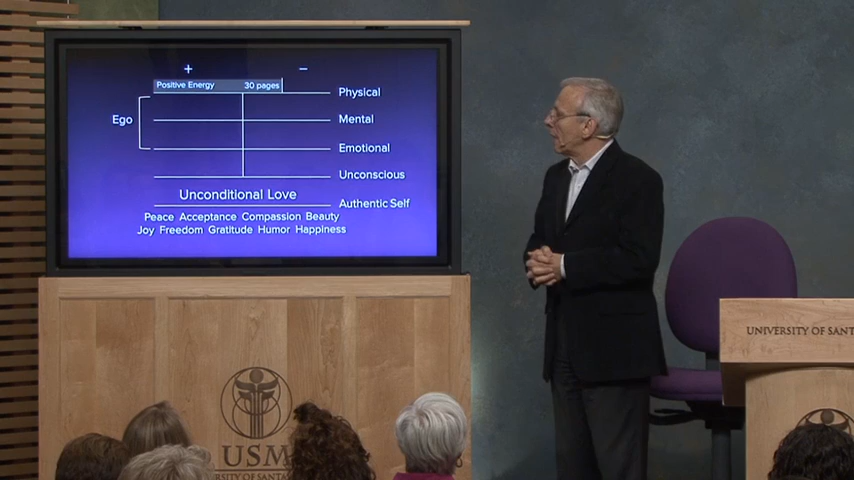 + −
Positive Energy 30 pages
Physical
Ego
Mental
Emotional
Unconscious
Unconditional Love
Authentic Self
Peace Acceptance Compassion Beauty
Joy Freedom Gratitude Humor Happiness
USM
UNIVERSITY OF SANT